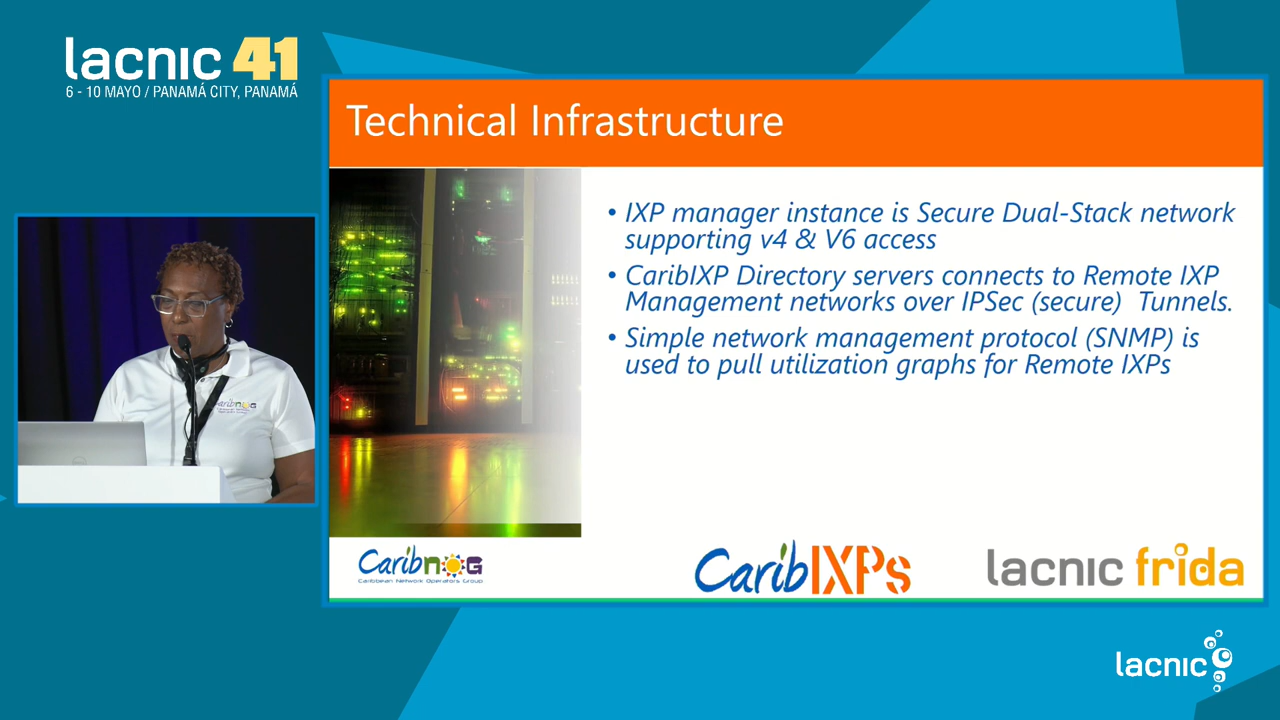 lacnic 41
6 - 10 MAYO / PANAMÁ CITY, PANAMÁ
Technical Infrastructure
• IXP manager instance is Secure Dual-Stack network
supporting v4 & V6 access
• CaribIXP Directory servers connects to Remote IXP
Management networks over IPSec (secure) Tunnels.
• Simple network management protocol (SNMP) is
used to pull utilization graphs for Remote IXPs
Caribnog
Caribbean Network Operators Group
CaribIXPs
lacnic frida
Caribnog
lacnic